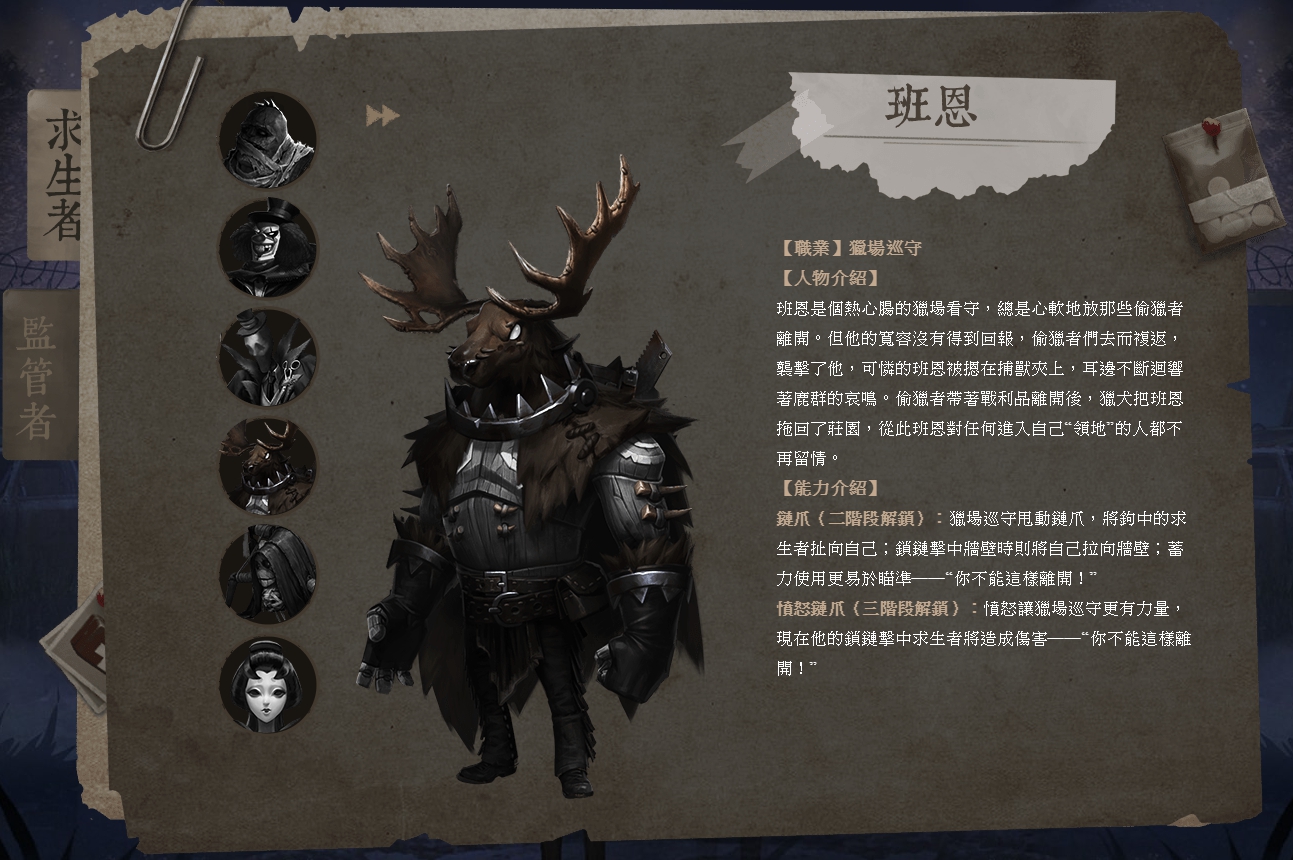 求生者
監管者
班恩
【職業】獵場巡守
【人物介紹】
班恩是個熱心腸的獵場看守，總是心軟地放那些偷獵者
離開。但他的寬容沒有得到回報，偷獵者們去而複返，
襲擊了他，可憐的班恩被摁在捕獸夾上，耳邊不斷迴響
著鹿群的哀鳴。偷獵者帶著戰利品離開後，獵犬把班恩
拖回了莊園，從此班恩對任何進入自己“領地”的人都不
再留情。
【能力介紹】
鏈爪（二階段解鎖）：獵場巡守甩動鏈爪，將鉤中的求
生者扯向自己；鎖鏈擊中牆壁時則將自己拉向牆壁；蓄
力使用更易於瞄準——“你不能這樣離開！”
憤怒鏈爪（三階段解鎖）：憤怒讓獵場巡守更有力量，
現在他的鎖鏈擊中求生者將造成傷害——“你不能這樣離
開！”